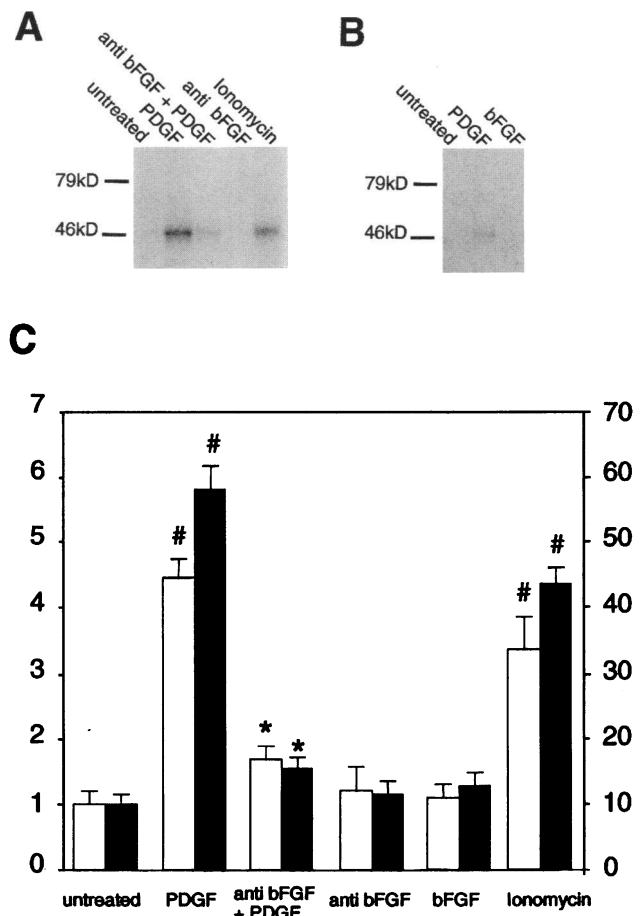 A
untreated
PDGF
anti bFGF + PDGF
anti bFGF
Ionomycin
79kD
46kD
B
untreated
PDGF
bFGF
79kD
46kD
C
7 70
6 60
5 50
4 40
3 30
2 20
1 10
0 0
#
#
*
*
#
#
untreated PDGF anti bFGF + PDGF anti bFGF bFGF Ionomycin